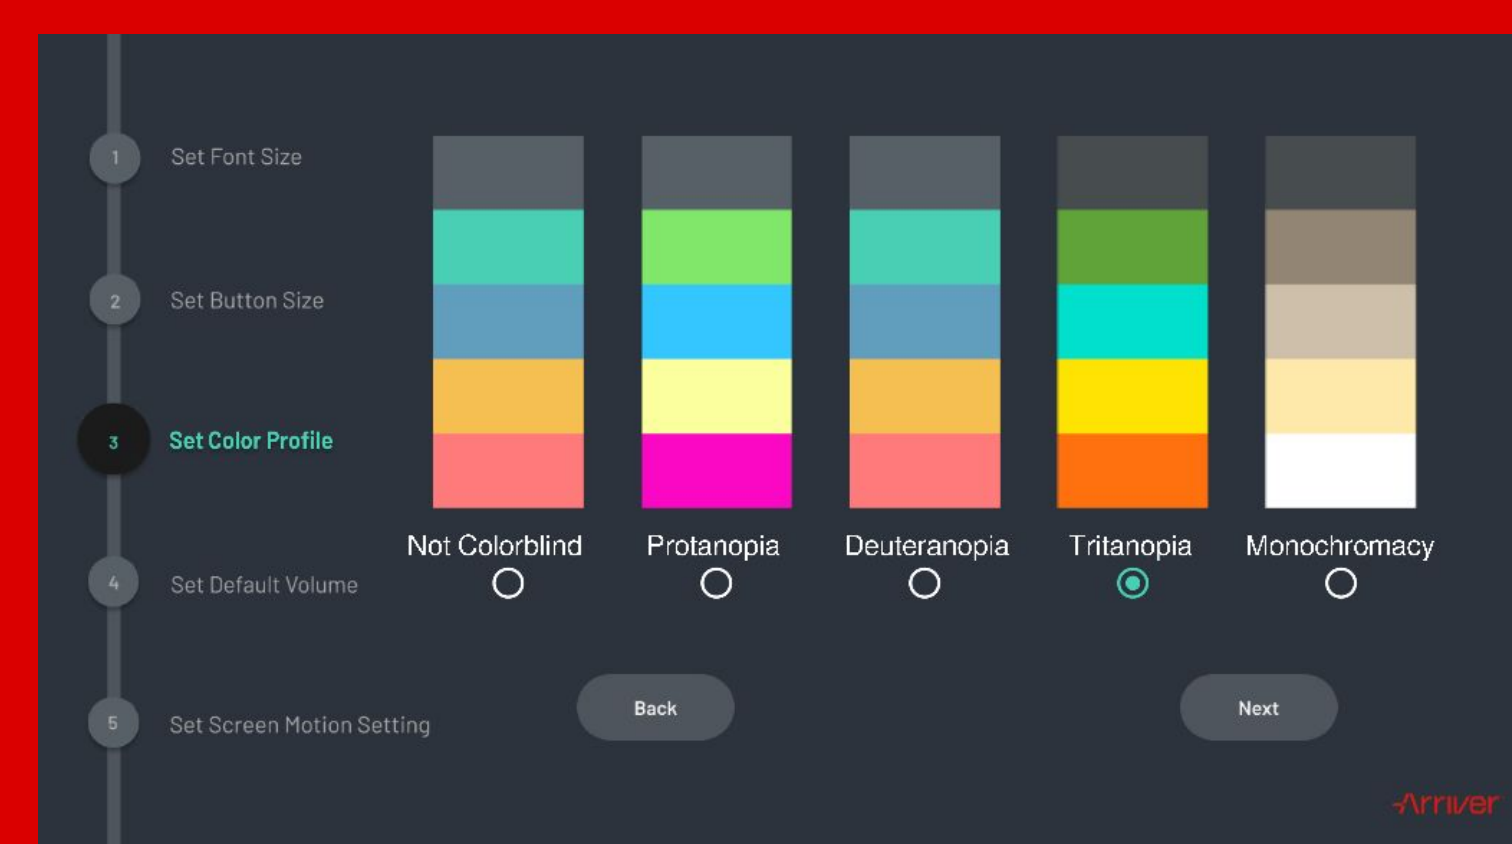 1 Set Font Size
2 Set Button Size
3 Set Color Profile
4 Set Default Volume
5 Set Screen Motion Setting
Not Colorblind Protanopia Deuteranopia Tritanopia Monochromacy
Back Next
Arriver